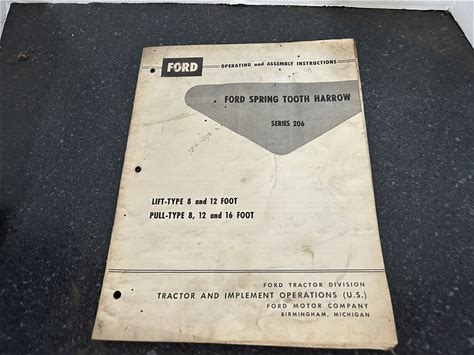 FORD OPERATING and ASSEMBLY INSTRUCTIONS
FORD SPRING TOOTH HARROW
SERIES 206
LIFT-TYPE 8 and 12 FOOT
PULL-TYPE 8, 12 and 16 FOOT
FORD TRACTOR DIVISION
TRACTOR AND IMPLEMENT OPERATIONS (U.S.)
FORD MOTOR COMPANY
BIRMINGHAM, MICHIGAN